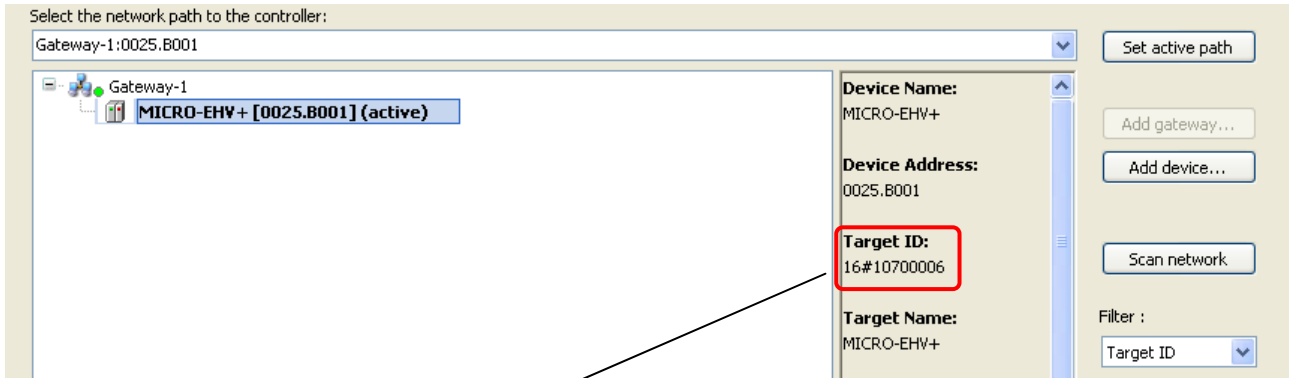 Select the network path to the controller:
Gateway-1:0025.B001
Set active path
Gateway-1
MICRO-EHV+ [0025.B001] (active)
Device Name:
MICRO-EHV+
Device Address:
0025.B001
Target ID:
16#10700006
Target Name:
MICRO-EHV+
Add gateway...
Add device...
Scan network
Filter :
Target ID